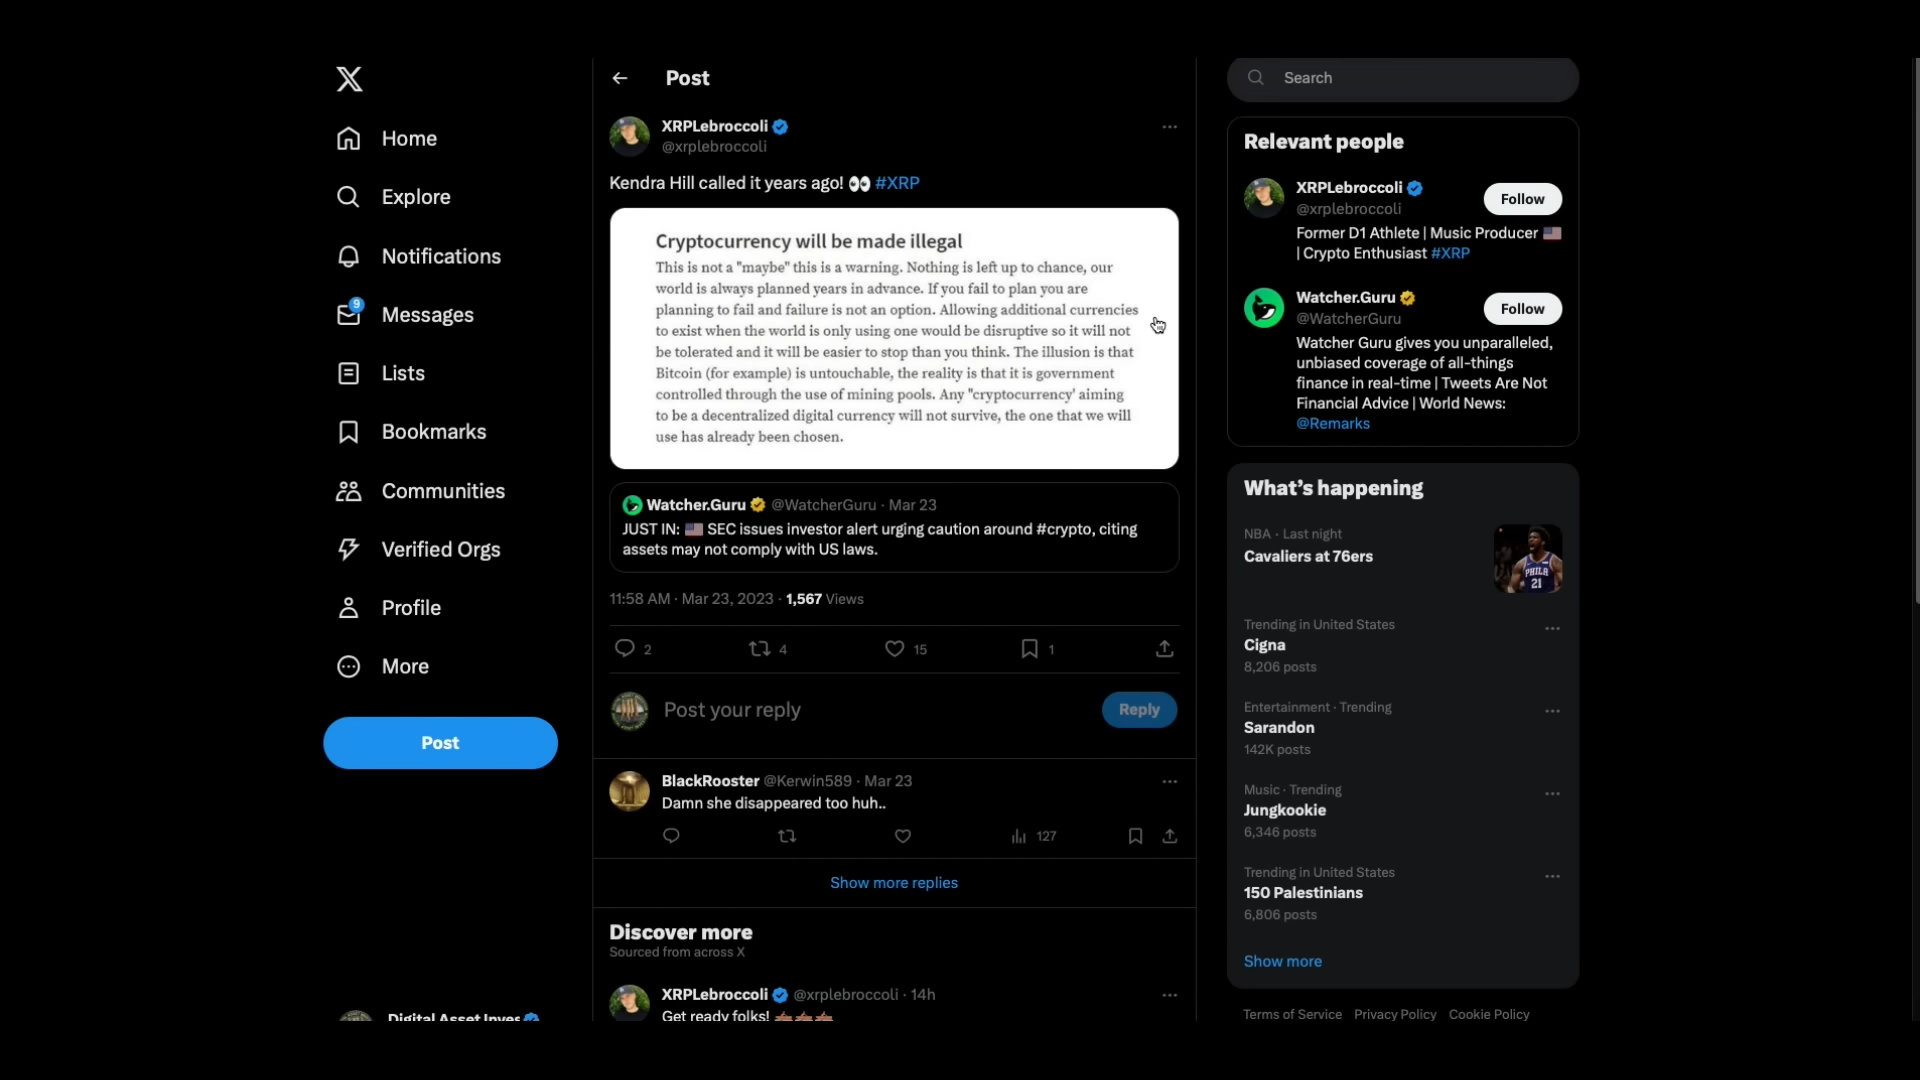 Home
Explore
Notifications
9
Messages
Lists
Bookmarks
Communities
Verified Orgs
Profile
More
Post
Digital Asset Inves
Post
XRPLebroccoli
@xrplebroccoli
Kendra Hill called it years ago! 👀 #XRP
Cryptocurrency will be made illegal
This is not a "maybe" this is a warning. Nothing is left up to chance, our
world is always planned years in advance. If you fail to plan you are
planning to fail and failure is not an option. Allowing additional currencies
to exist when the world is only using one would be disruptive so it will not
be tolerated and it will be easier to stop than you think. The illusion is that
Bitcoin (for example) is untouchable, the reality is that it is government
controlled through the use of mining pools. Any "cryptocurrency' aiming
to be a decentralized digital currency will not survive, the one that we will
use has already been chosen.
Watcher.Guru @WatcherGuru · Mar 23
JUST IN: 🇺🇸 SEC issues investor alert urging caution around #crypto, citing
assets may not comply with US laws.
11:58 AM · Mar 23, 2023 · 1,567 Views
2 4 15 1
Post your reply
Reply
BlackRooster @Kerwin589 · Mar 23
Damn she disappeared too huh..
127
Show more replies
Discover more
Sourced from across X
XRPLebroccoli @xrplebroccoli · 14h
Get ready folks!
Search
Relevant people
XRPLebroccoli
@xrplebroccoli
Follow
Former D1 Athlete | Music Producer 🇺🇸
| Crypto Enthusiast #XRP
Watcher.Guru
@WatcherGuru
Follow
Watcher Guru gives you unparalleled,
unbiased coverage of all-things
finance in real-time | Tweets Are Not
Financial Advice | World News:
@Remarks
What's happening
NBA · Last night
Cavaliers at 76ers
PHILA
21
Trending in United States
Cigna
8,206 posts
Entertainment · Trending
Sarandon
142K posts
Music · Trending
Jungkookie
6,346 posts
Trending in United States
150 Palestinians
6,806 posts
Show more
Terms of Service Privacy Policy Cookie Policy